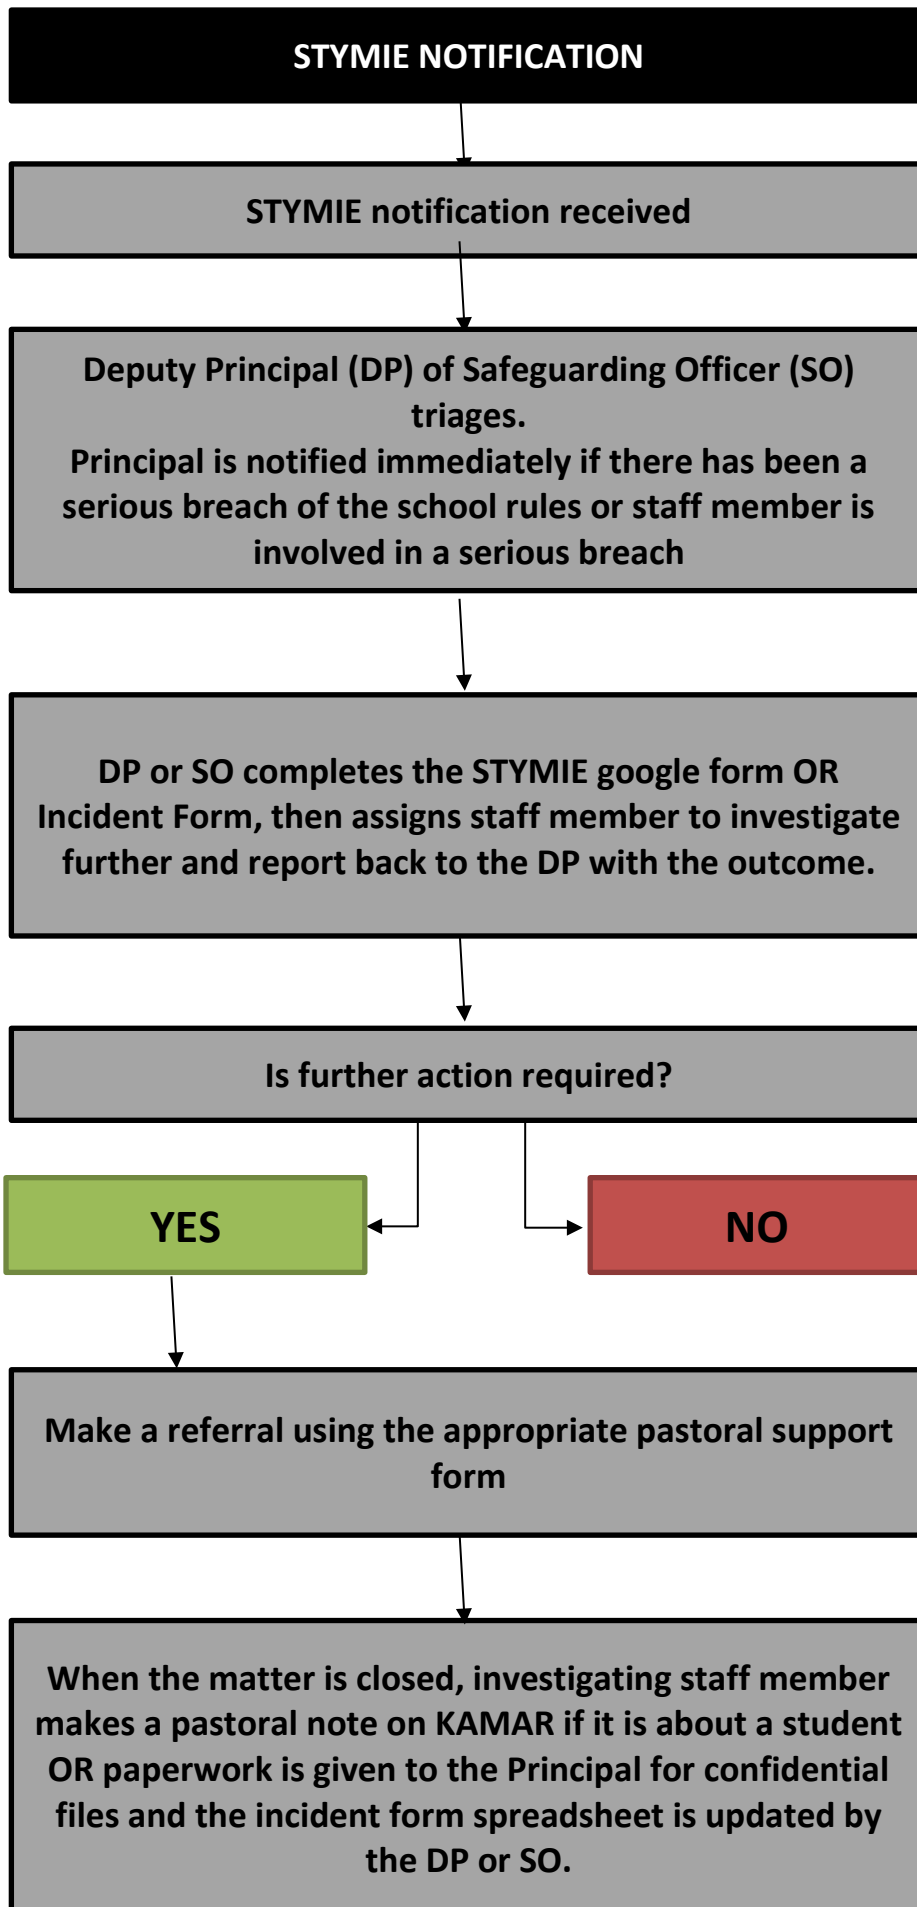 STYMIE NOTIFICATION
STYMIE notification received
Deputy Principal (DP) of Safeguarding Officer (SO)
triages.
Principal is notified immediately if there has been a
serious breach of the school rules or staff member is
involved in a serious breach
DP or SO completes the STYMIE google form OR
Incident Form, then assigns staff member to investigate
further and report back to the DP with the outcome.
Is further action required?
YES
NO
Make a referral using the appropriate pastoral support
form
When the matter is closed, investigating staff member
makes a pastoral note on KAMAR if it is about a student
OR paperwork is given to the Principal for confidential
files and the incident form spreadsheet is updated by
the DP or SO.